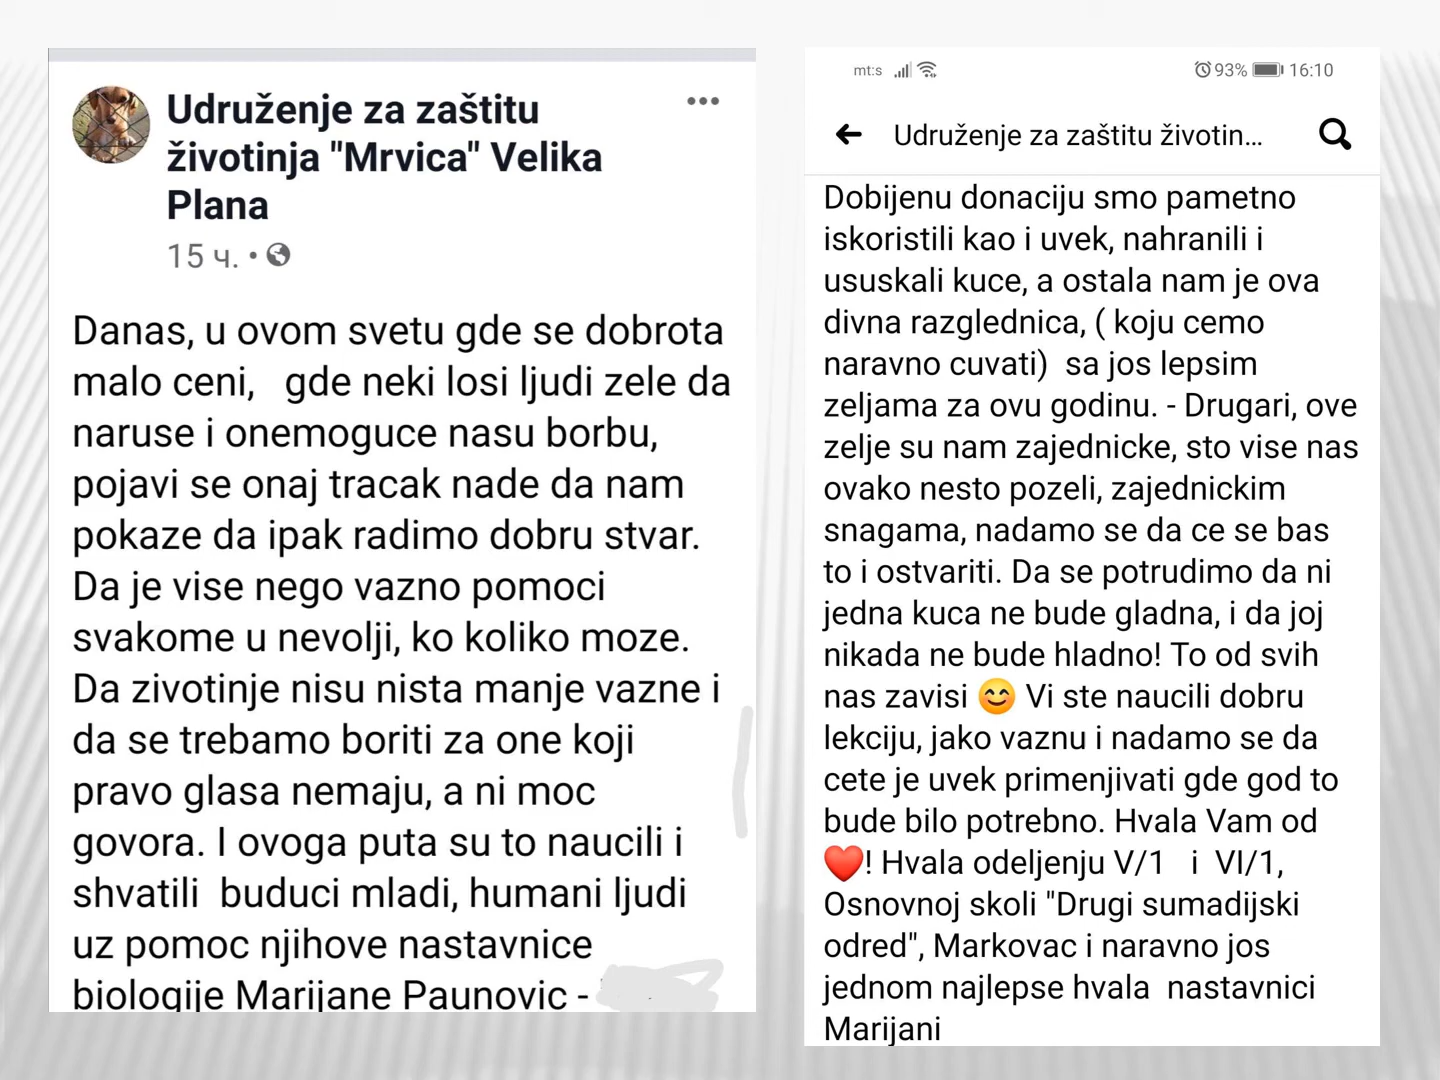 Udruženje za zaštitu
životinja "Mrvica" Velika
Plana
15 ч. •
Danas, u ovom svetu gde se dobrota
malo ceni, gde neki losi ljudi zele da
naruse i onemoguce nasu borbu,
pojavi se onaj tracak nade da nam
pokaze da ipak radimo dobru stvar.
Da je vise nego vazno pomoci
svakome u nevolji, ko koliko moze.
Da zivotinje nisu nista manje vazne i
da se trebamo boriti za one koji
pravo glasa nemaju, a ni moc
govora. I ovoga puta su to naucili i
shvatili buduci mladi, humani ljudi
uz pomoc njihove nastavnice
biologije Marijane Paunovic -
mt:s 93% 16:10
Udruženje za zaštitu životin...
Dobijenu donaciju smo pametno
iskoristili kao i uvek, nahranili i
ususkali kuce, a ostala nam je ova
divna razglednica, ( koju cemo
naravno cuvati) sa jos lepsim
zeljama za ovu godinu. - Drugari, ove
zelje su nam zajednicke, sto vise nas
ovako nesto pozeli, zajednickim
snagama, nadamo se da ce se bas
to i ostvariti. Da se potrudimo da ni
jedna kuca ne bude gladna, i da joj
nikada ne bude hladno! To od svih
nas zavisi 😊 Vi ste naucili dobru
lekciju, jako vaznu i nadamo se da
cete je uvek primenjivati gde god to
bude bilo potrebno. Hvala Vam od
❤️! Hvala odeljenju V/1 i VI/1,
Osnovnoj skoli "Drugi sumadijski
odred", Markovac i naravno jos
jednom najlepse hvala nastavnici
Marijani